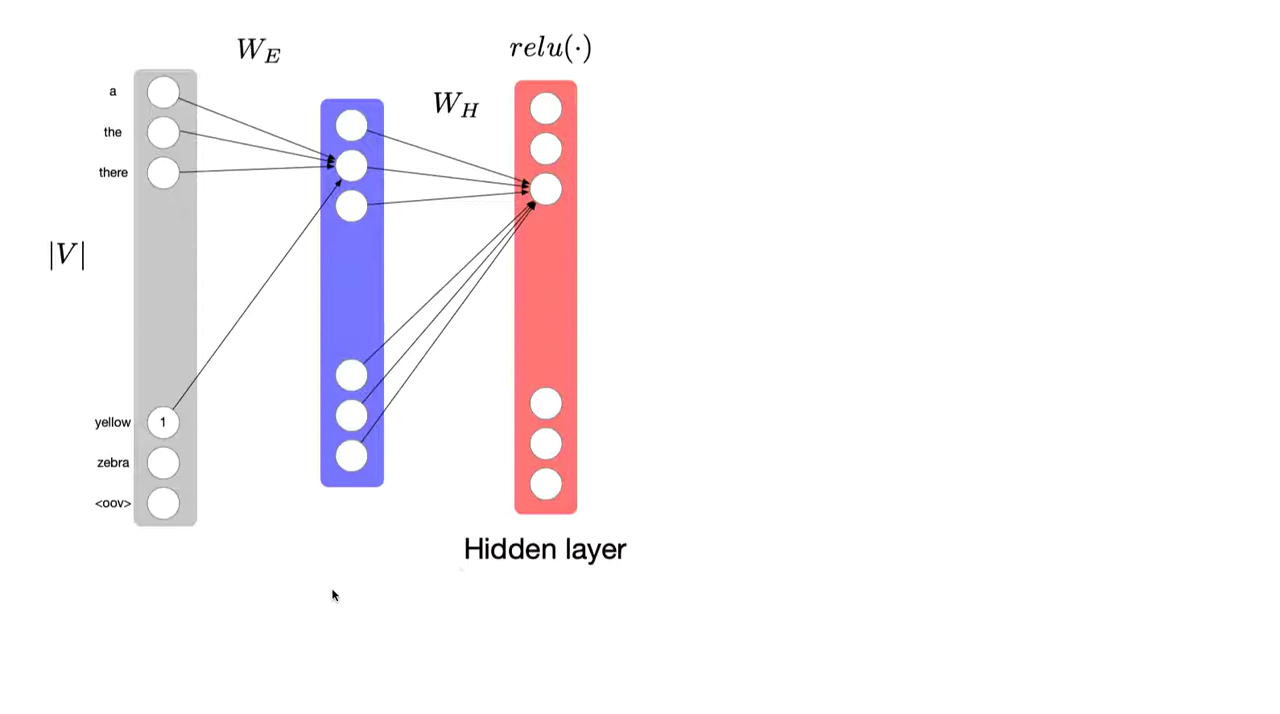 W_E
relu(·)
W_H
a
the
there
|V|
yellow
1
zebra
<oov>
Hidden layer